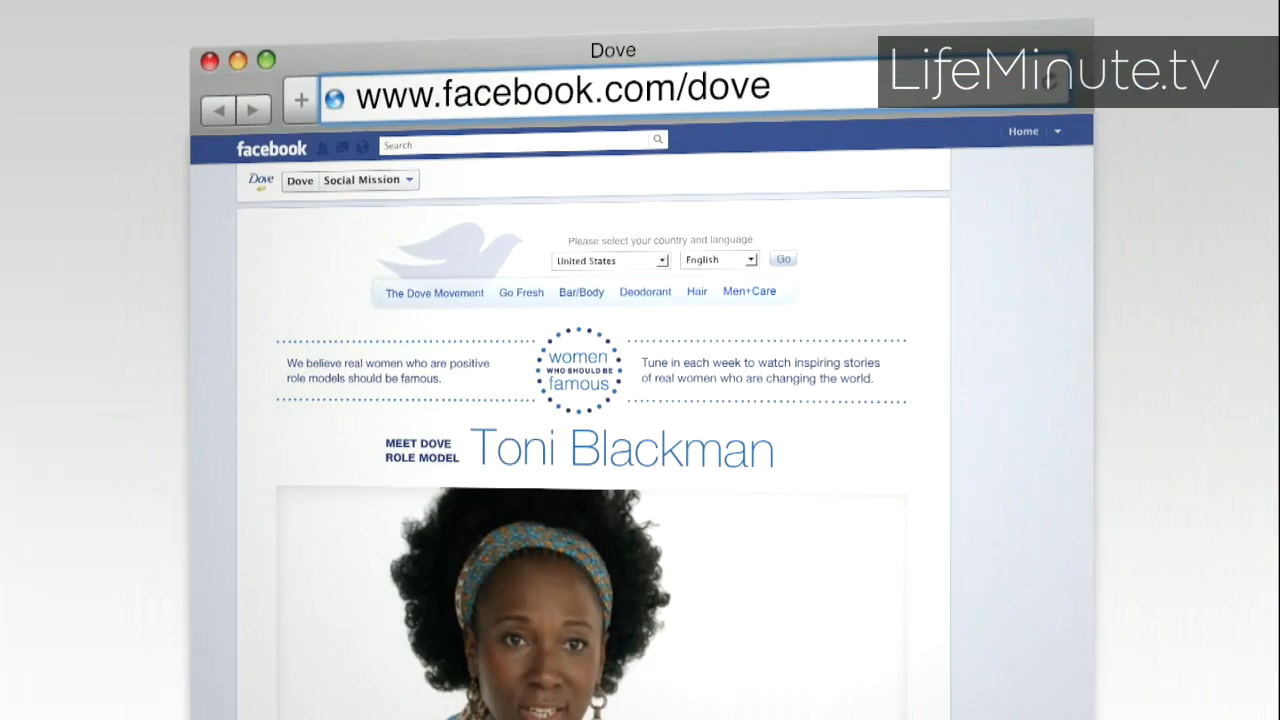 Dove
LifeMinute.tv
www.facebook.com/dove
facebook
Search
Home
Dove
Dove Social Mission
Please select your country and language
United States English Go
The Dove Movement Go Fresh Bar/Body Deodorant Hair Men+Care
We believe real women who are positive
role models should be famous.
women
WHO SHOULD BE
famous
Tune in each week to watch inspiring stories
of real women who are changing the world.
MEET DOVE
ROLE MODEL
Toni Blackman